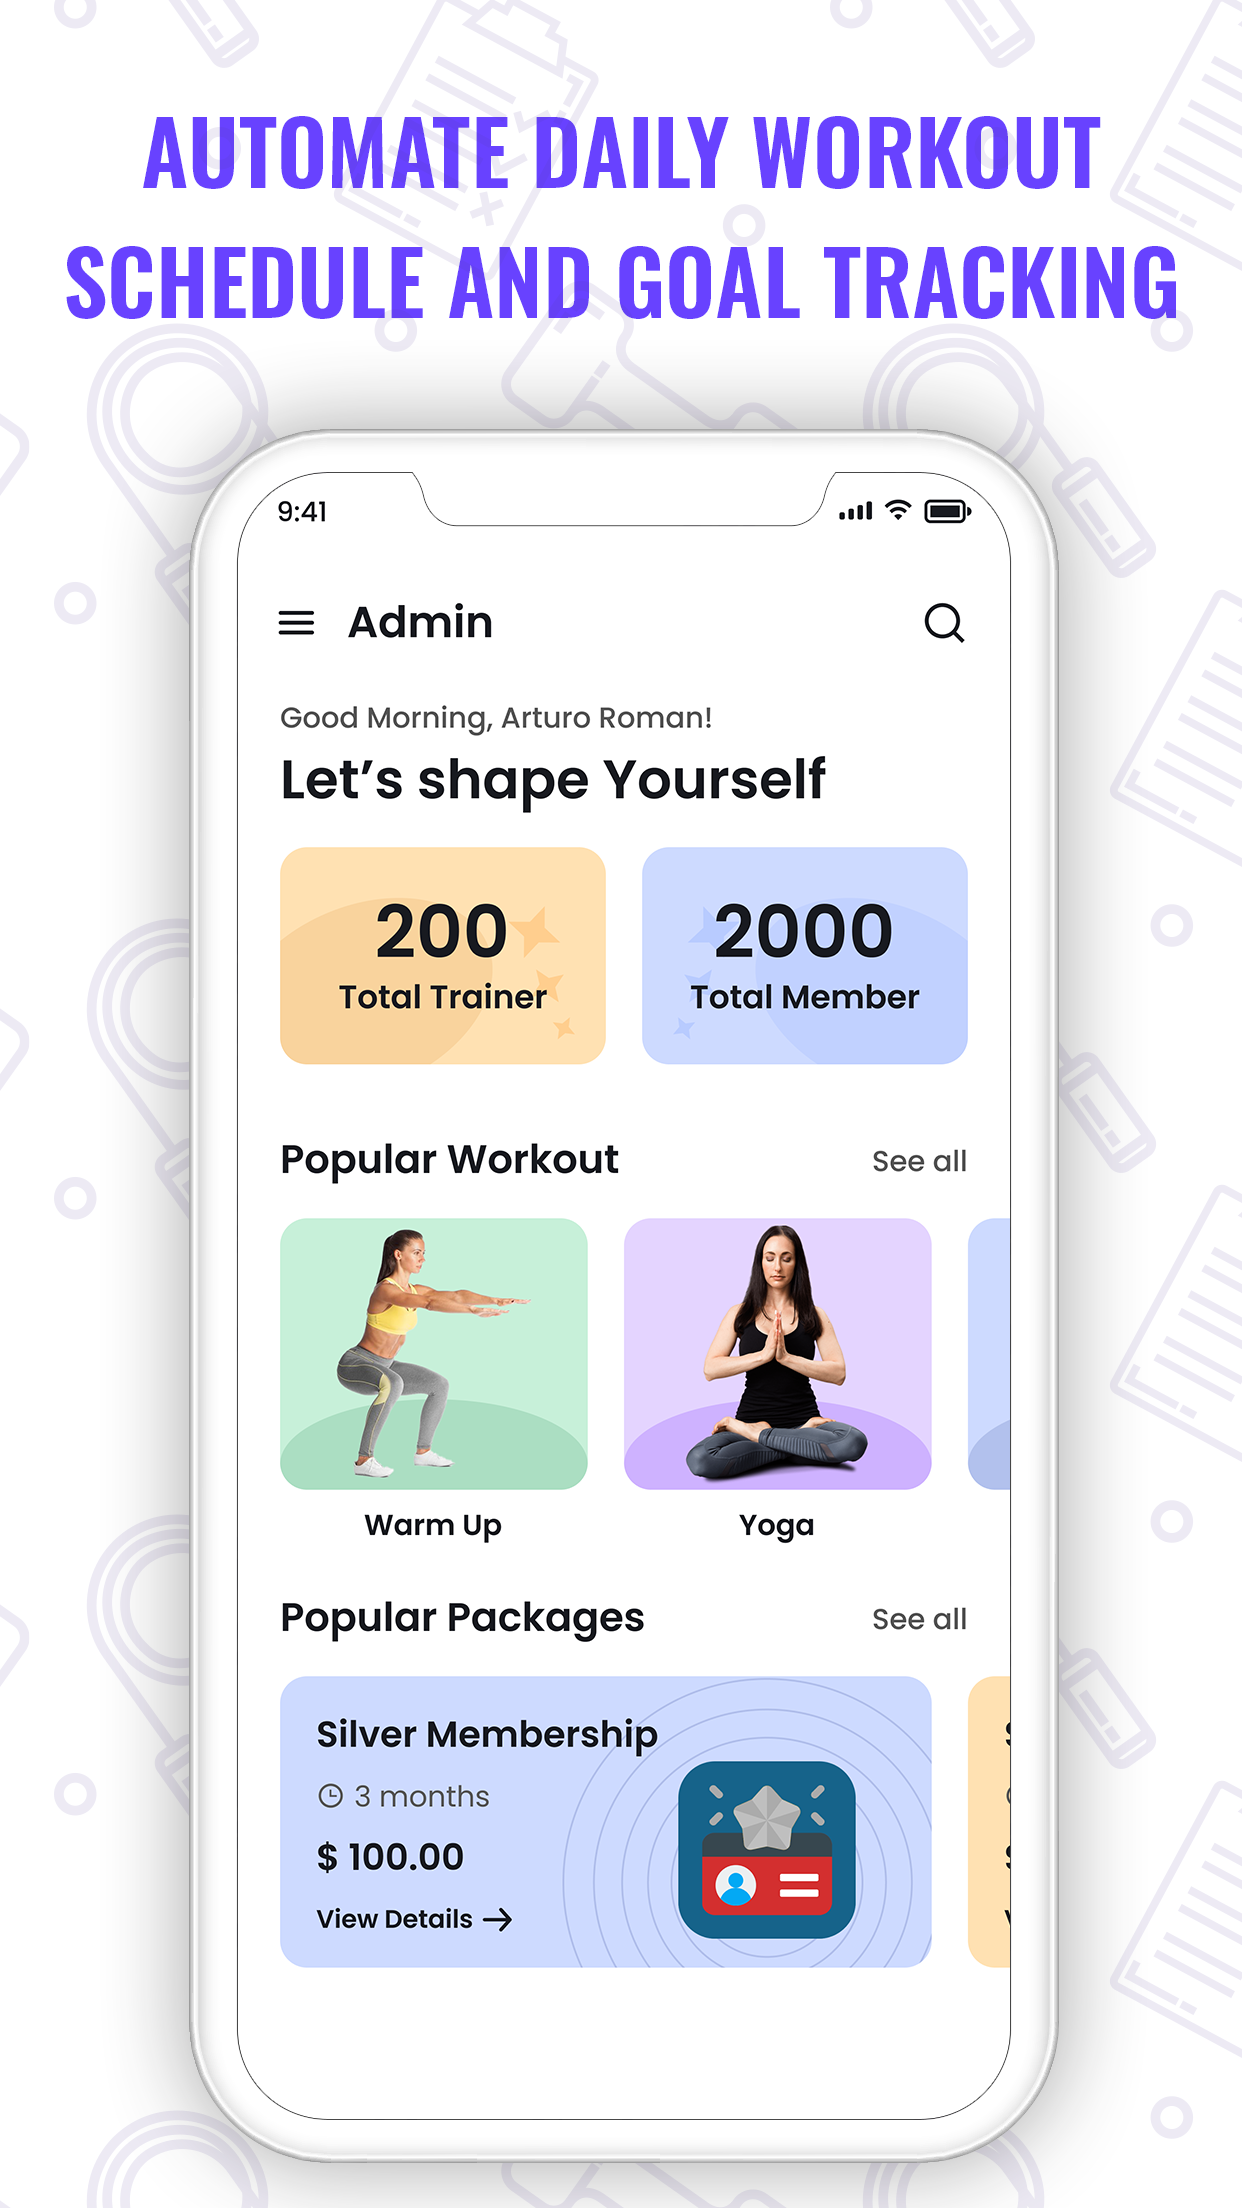 AUTOMATE DAILY WORKOUT
SCHEDULE AND GOAL TRACKING
9:41
Admin
Good Morning, Arturo Roman!
Let’s shape Yourself
200
Total Trainer
2000
Total Member
Popular Workout
See all
Warm Up
Yoga
Popular Packages
See all
Silver Membership
3 months
$ 100.00
View Details